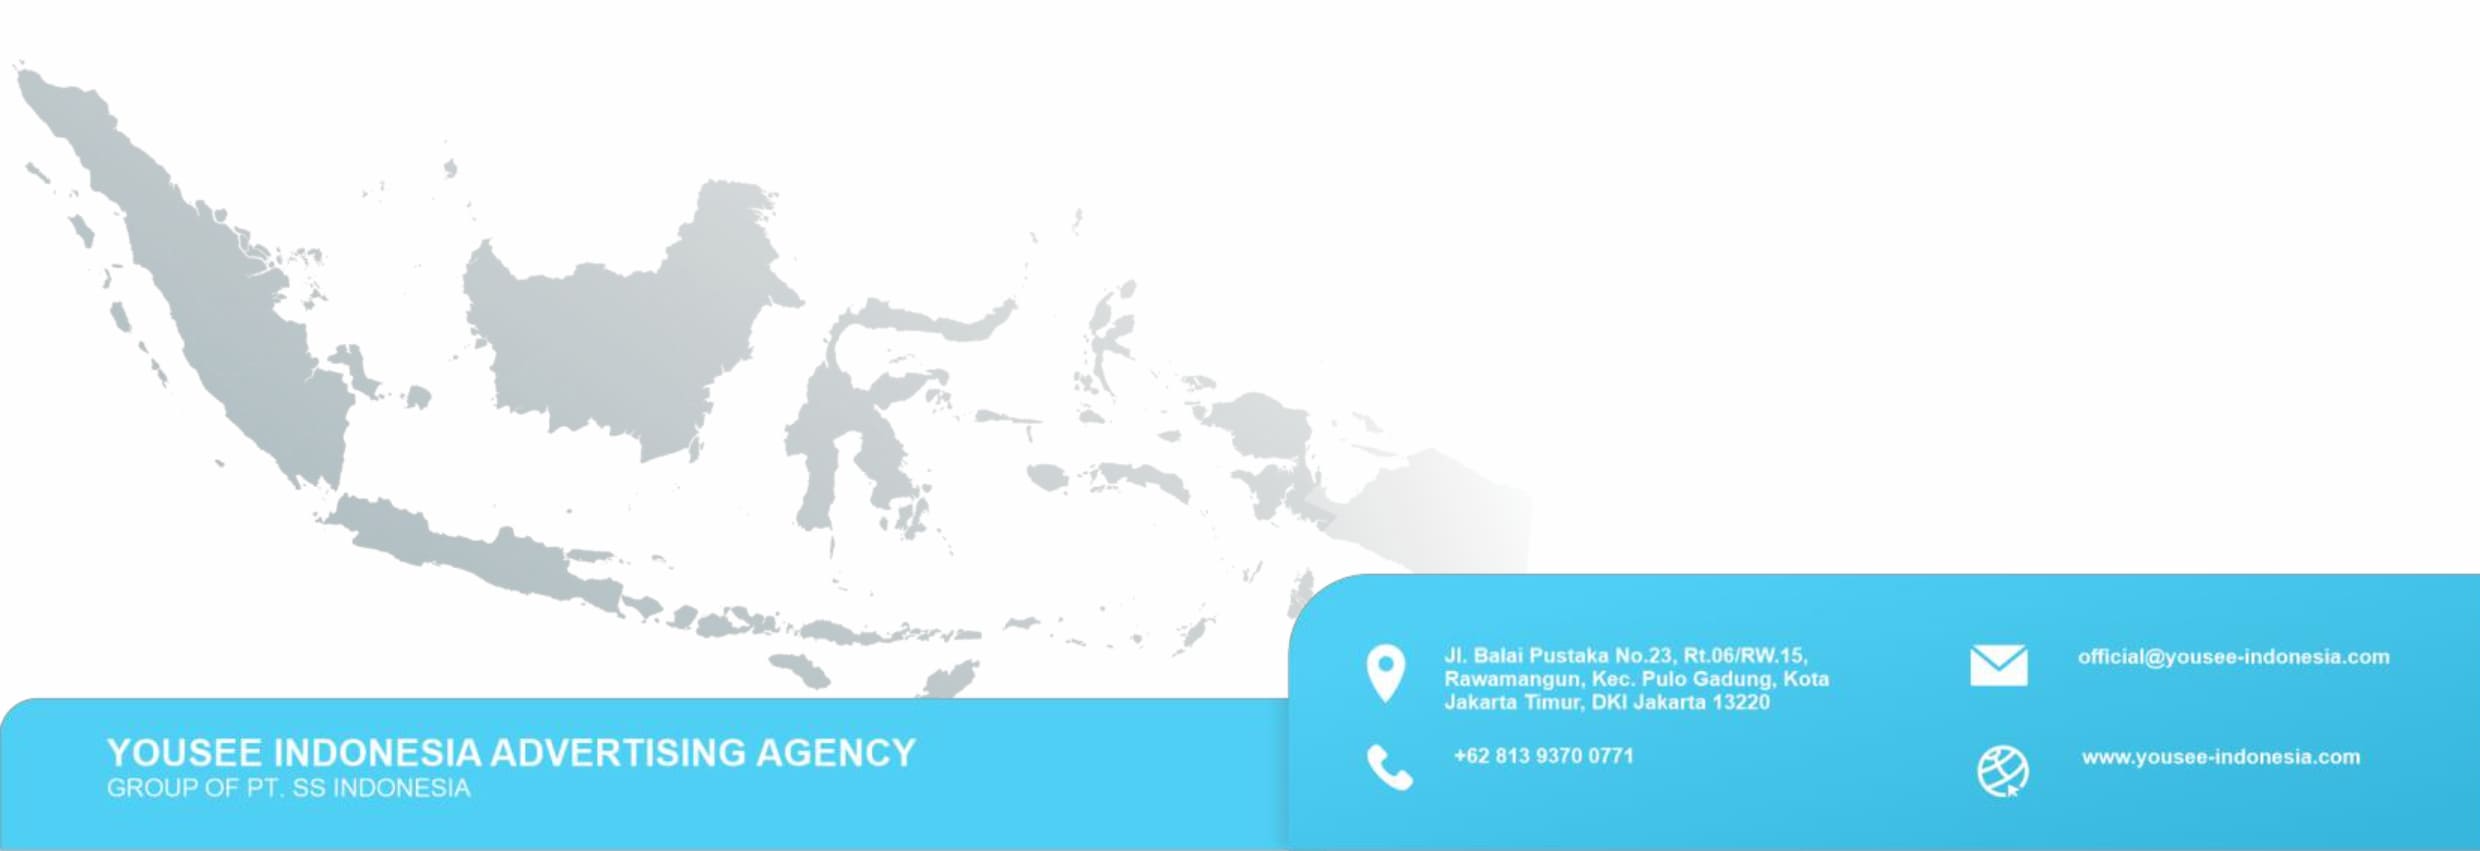 YOUSEE INDONESIA ADVERTISING AGENCY
GROUP OF PT. SS INDONESIA
Jl. Balai Pustaka No.23, Rt.06/RW.15,
Rawamangun, Kec. Pulo Gadung, Kota
Jakarta Timur, DKI Jakarta 13220
+62 813 9370 0771
official@yousee-indonesia.com
www.yousee-indonesia.com